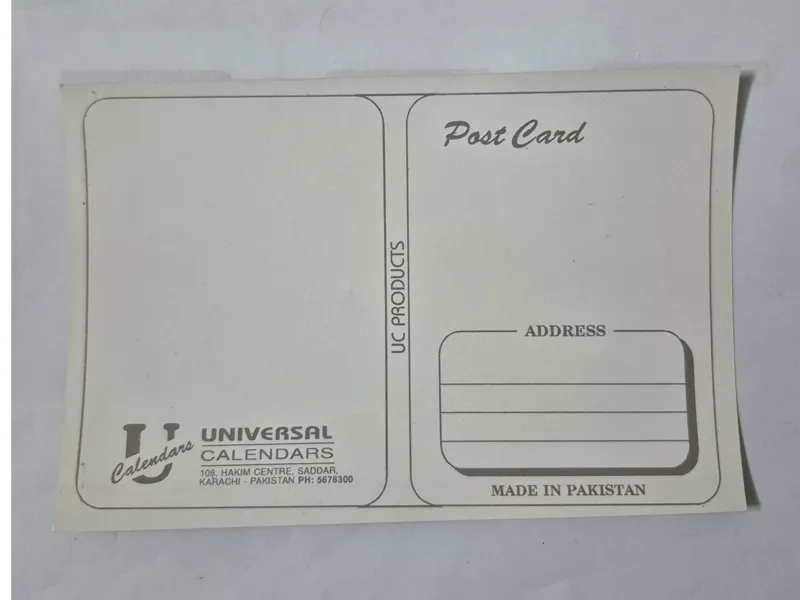 Post Card
UC PRODUCTS
ADDRESS
U
Calendars
UNIVERSAL
CALENDARS
108, HAKIM CENTRE, SADDAR,
KARACHI - PAKISTAN PH: 5676300
MADE IN PAKISTAN